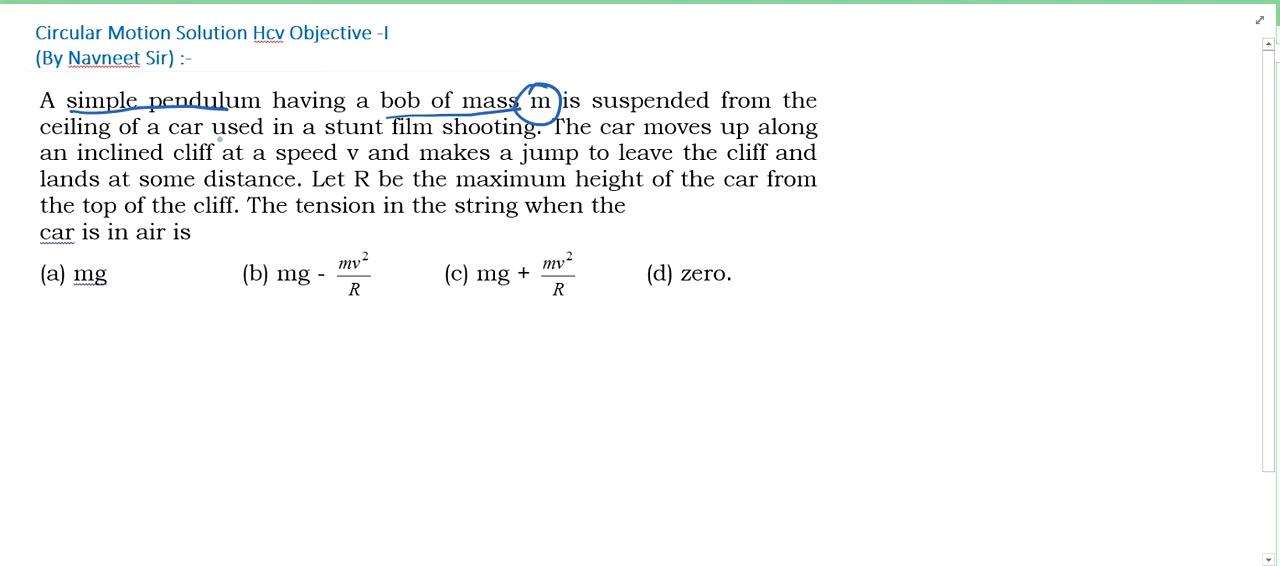 Circular Motion Solution Hcv Objective -I
(By Navneet Sir) :-
A simple pendulum having a bob of mass m is suspended from the
ceiling of a car used in a stunt film shooting. The car moves up along
an inclined cliff at a speed v and makes a jump to leave the cliff and
lands at some distance. Let R be the maximum height of the car from
the top of the cliff. The tension in the string when the
car is in air is
(a) mg (b) mg - mv²/R (c) mg + mv²/R (d) zero.